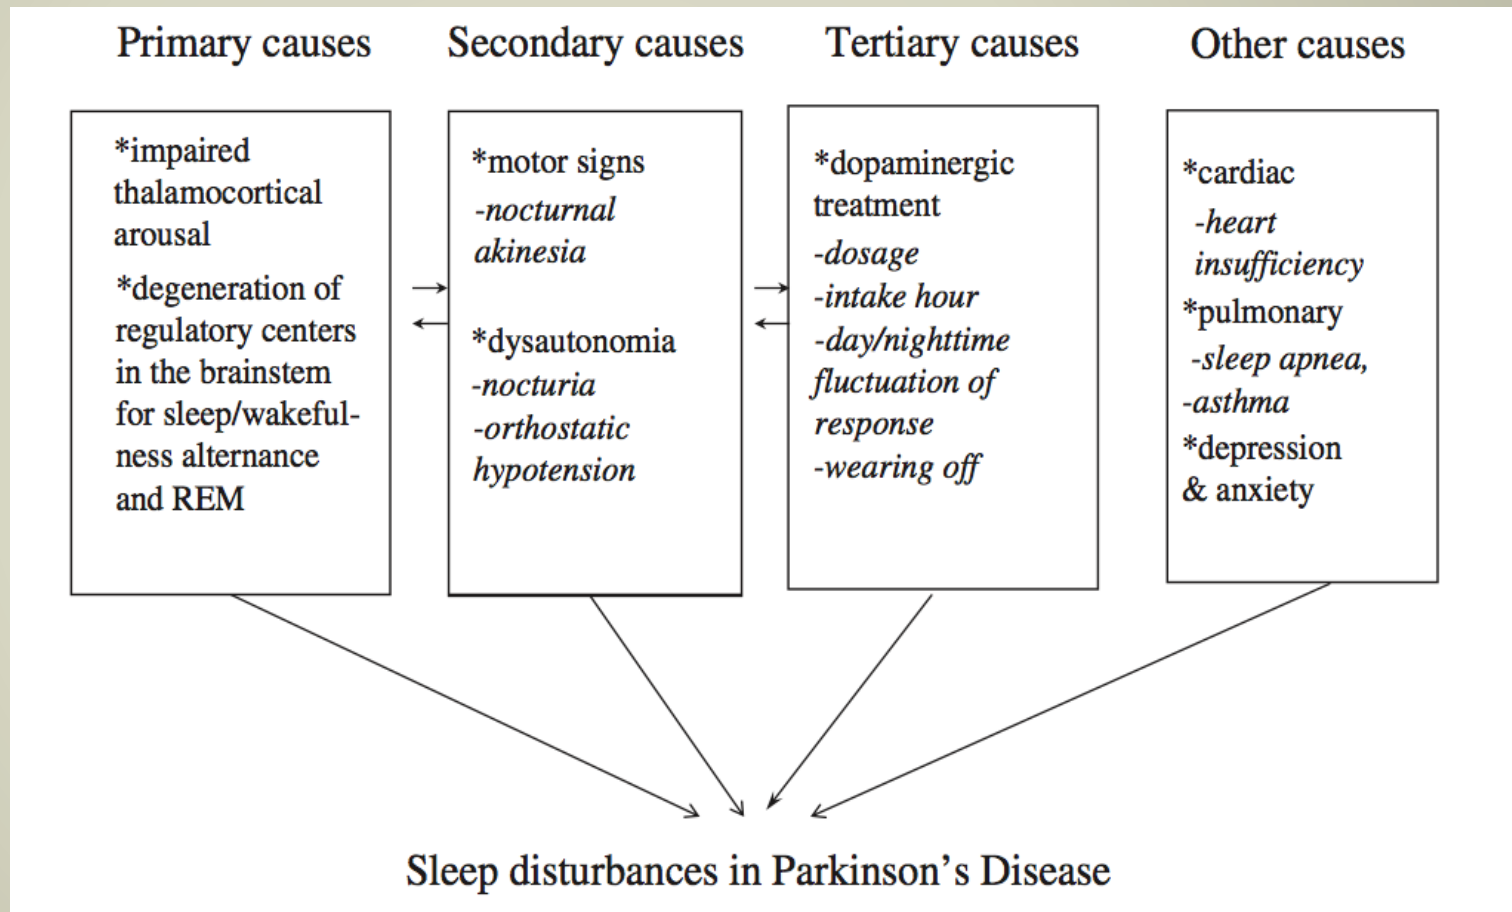 Primary causes
Secondary causes
Tertiary causes
Other causes
*impaired
thalamocortical
arousal
*degeneration of
regulatory centers
in the brainstem
for sleep/wakeful-
ness alternance
and REM
*motor signs
-nocturnal
akinesia
*dysautonomia
-nocturia
-orthostatic
hypotension
*dopaminergic
treatment
-dosage
-intake hour
-day/nighttime
fluctuation of
response
-wearing off
*cardiac
-heart
insufficiency
*pulmonary
-sleep apnea,
-asthma
*depression
& anxiety
Sleep disturbances in Parkinson's Disease